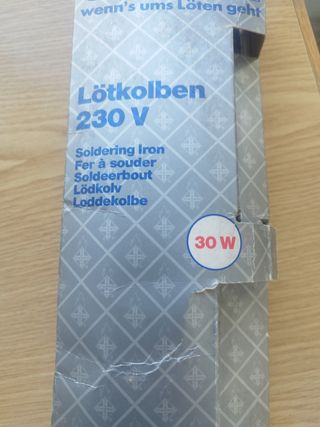 wenn's ums Löten geht
Lötkolben
230 V
Soldering Iron
Fer à souder
Soldeerbout
Lödkolv
Loddekolbe
30 W